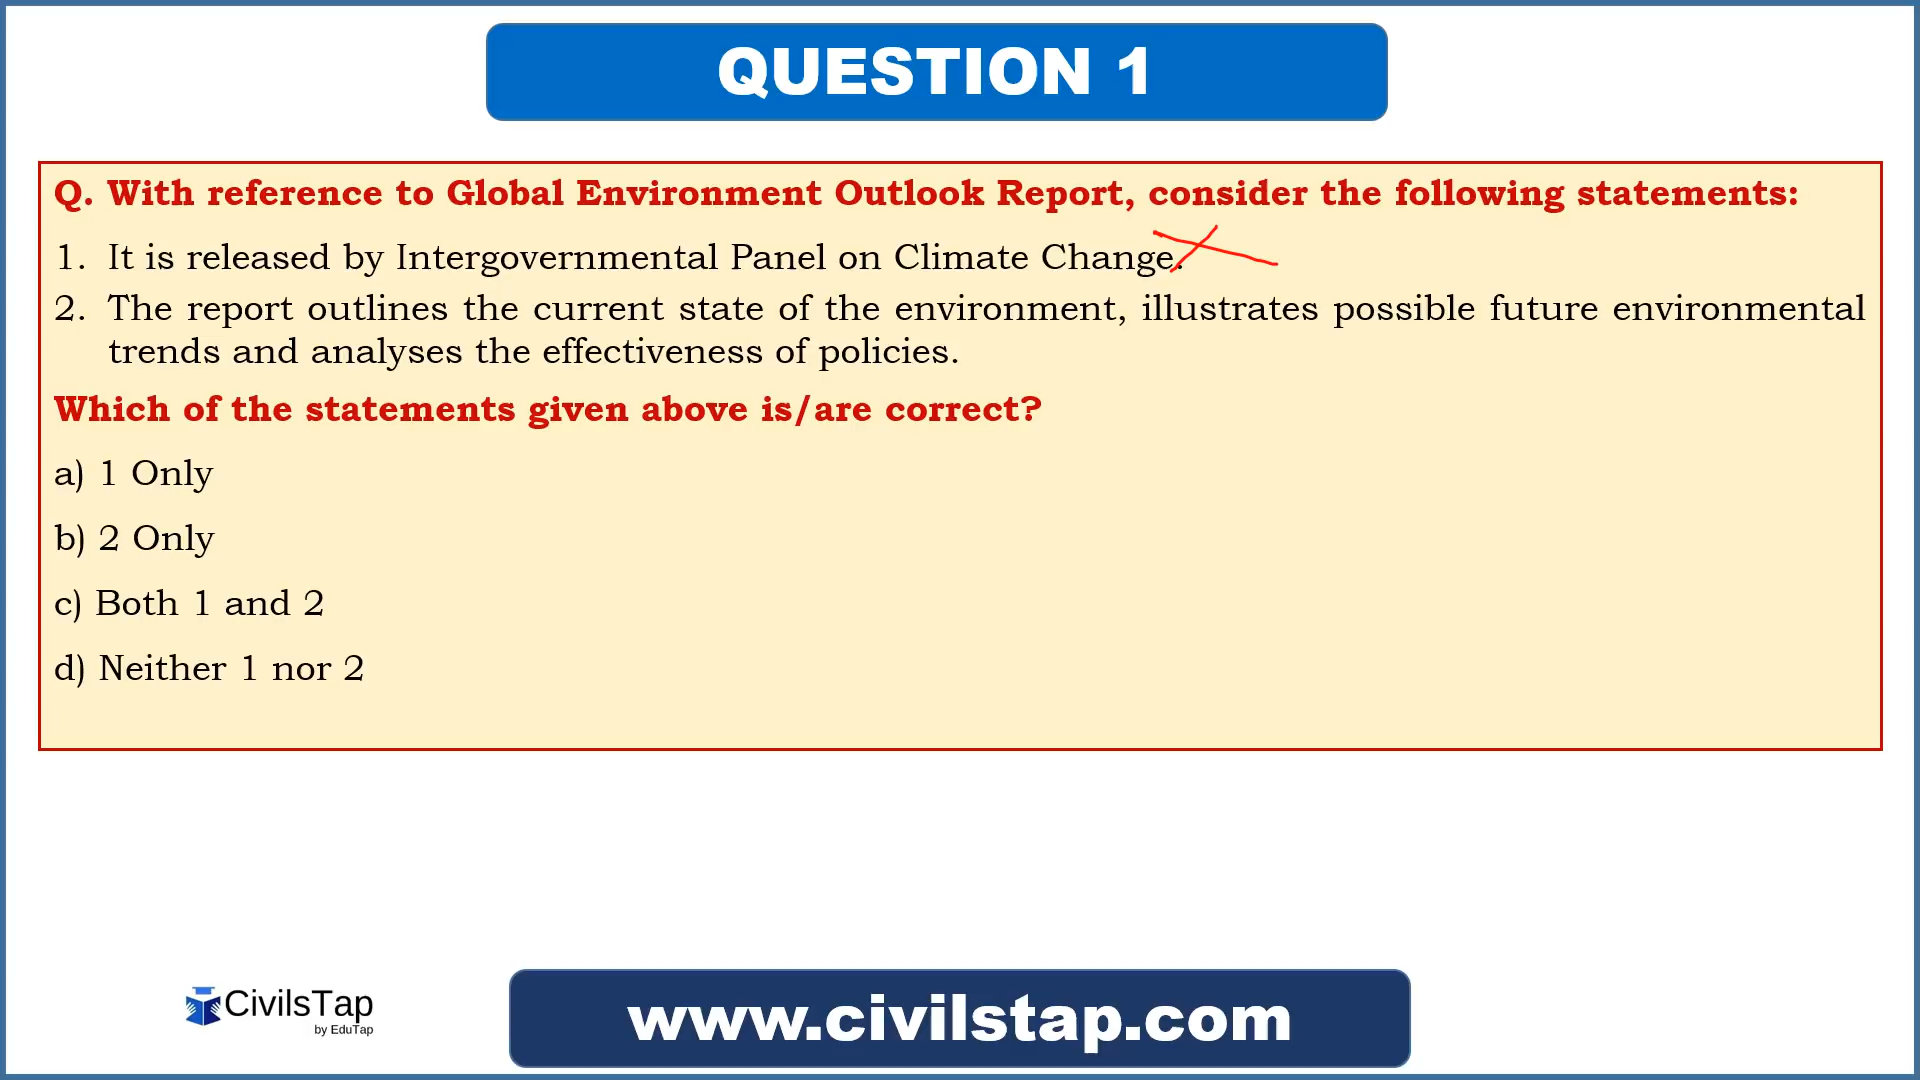 QUESTION 1
Q. With reference to Global Environment Outlook Report, consider the following statements:
1. It is released by Intergovernmental Panel on Climate Change.
2. The report outlines the current state of the environment, illustrates possible future environmental
trends and analyses the effectiveness of policies.
Which of the statements given above is/are correct?
a) 1 Only
b) 2 Only
c) Both 1 and 2
d) Neither 1 nor 2
CivilsTap
by EduTap
www.civilstap.com